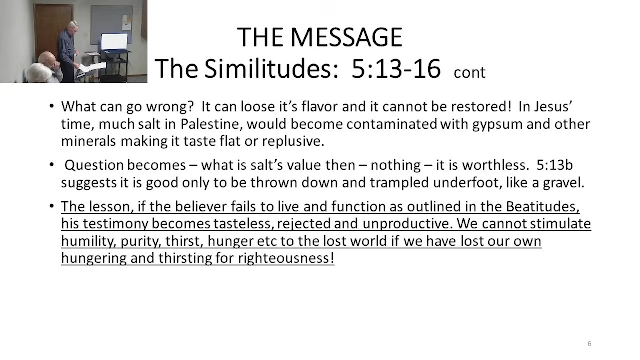 THE MESSAGE
The Similitudes: 5:13-16 cont
• What can go wrong? It can loose it’s flavor and it cannot be restored! In Jesus’
time, much salt in Palestine, would become contaminated with gypsum and other
minerals making it taste flat or replusive.
• Question becomes – what is salt’s value then – nothing – it is worthless. 5:13b
suggests it is good only to be thrown down and trampled underfoot, like a gravel.
• The lesson, if the believer fails to live and function as outlined in the Beatitudes,
his testimony becomes tasteless, rejected and unproductive. We cannot stimulate
humility, purity, thirst, hunger etc to the lost world if we have lost our own
hungering and thirsting for righteousness!
6